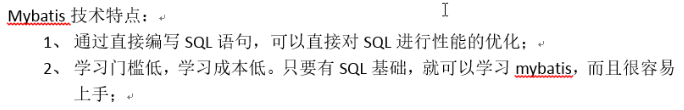 Mybatis 技术特点：
1、 通过直接编写 SQL 语句，可以直接对 SQL 进行性能的优化；
2、 学习门槛低，学习成本低。只要有 SQL 基础，就可以学习 mybatis，而且很容易
上手；